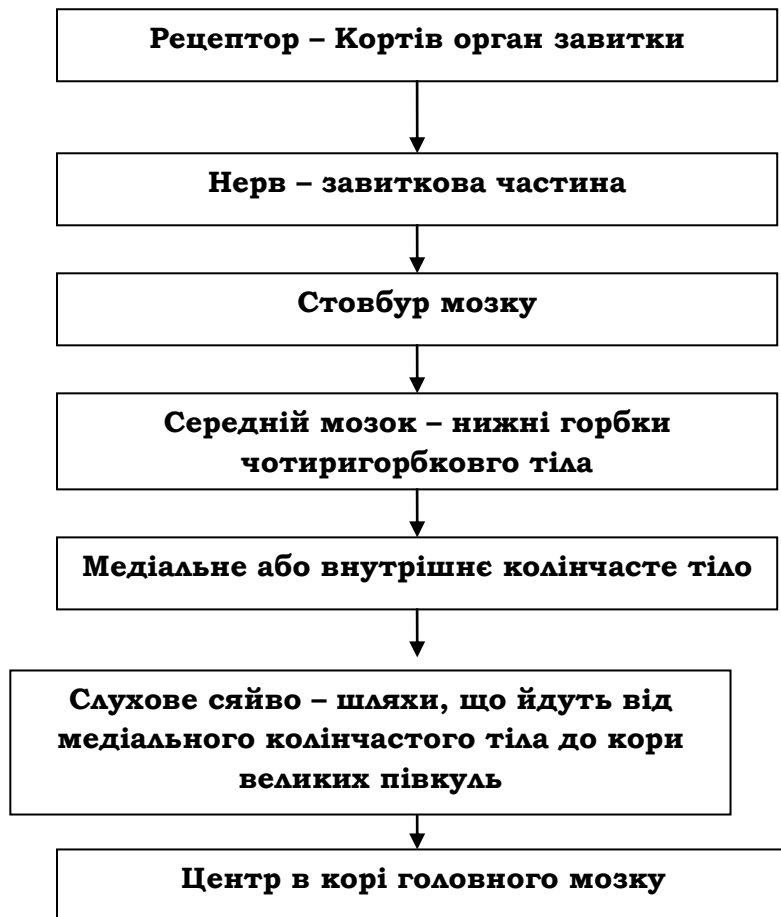 Рецептор – Кортів орган завитки
Нерв – завиткова частина
Стовбур мозку
Середній мозок – нижні горбки
чотиригорбковго тіла
Медіальне або внутрішнє колінчасте тіло
Слухове сяйво – шляхи, що йдуть від
медіального колінчастого тіла до кори
великих півкуль
Центр в корі головного мозку